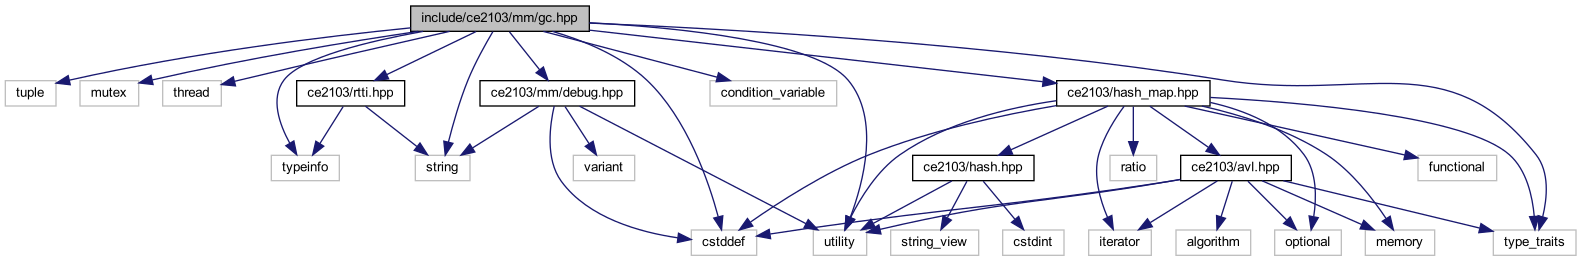 include/ce2103/mm/gc.hpp
tuple
mutex
thread
ce2103/rtti.hpp
ce2103/mm/debug.hpp
condition_variable
ce2103/hash_map.hpp
typeinfo
string
variant
ce2103/hash.hpp
ratio
ce2103/avl.hpp
functional
cstddef
utility
string_view
cstdint
iterator
algorithm
optional
memory
type_traits